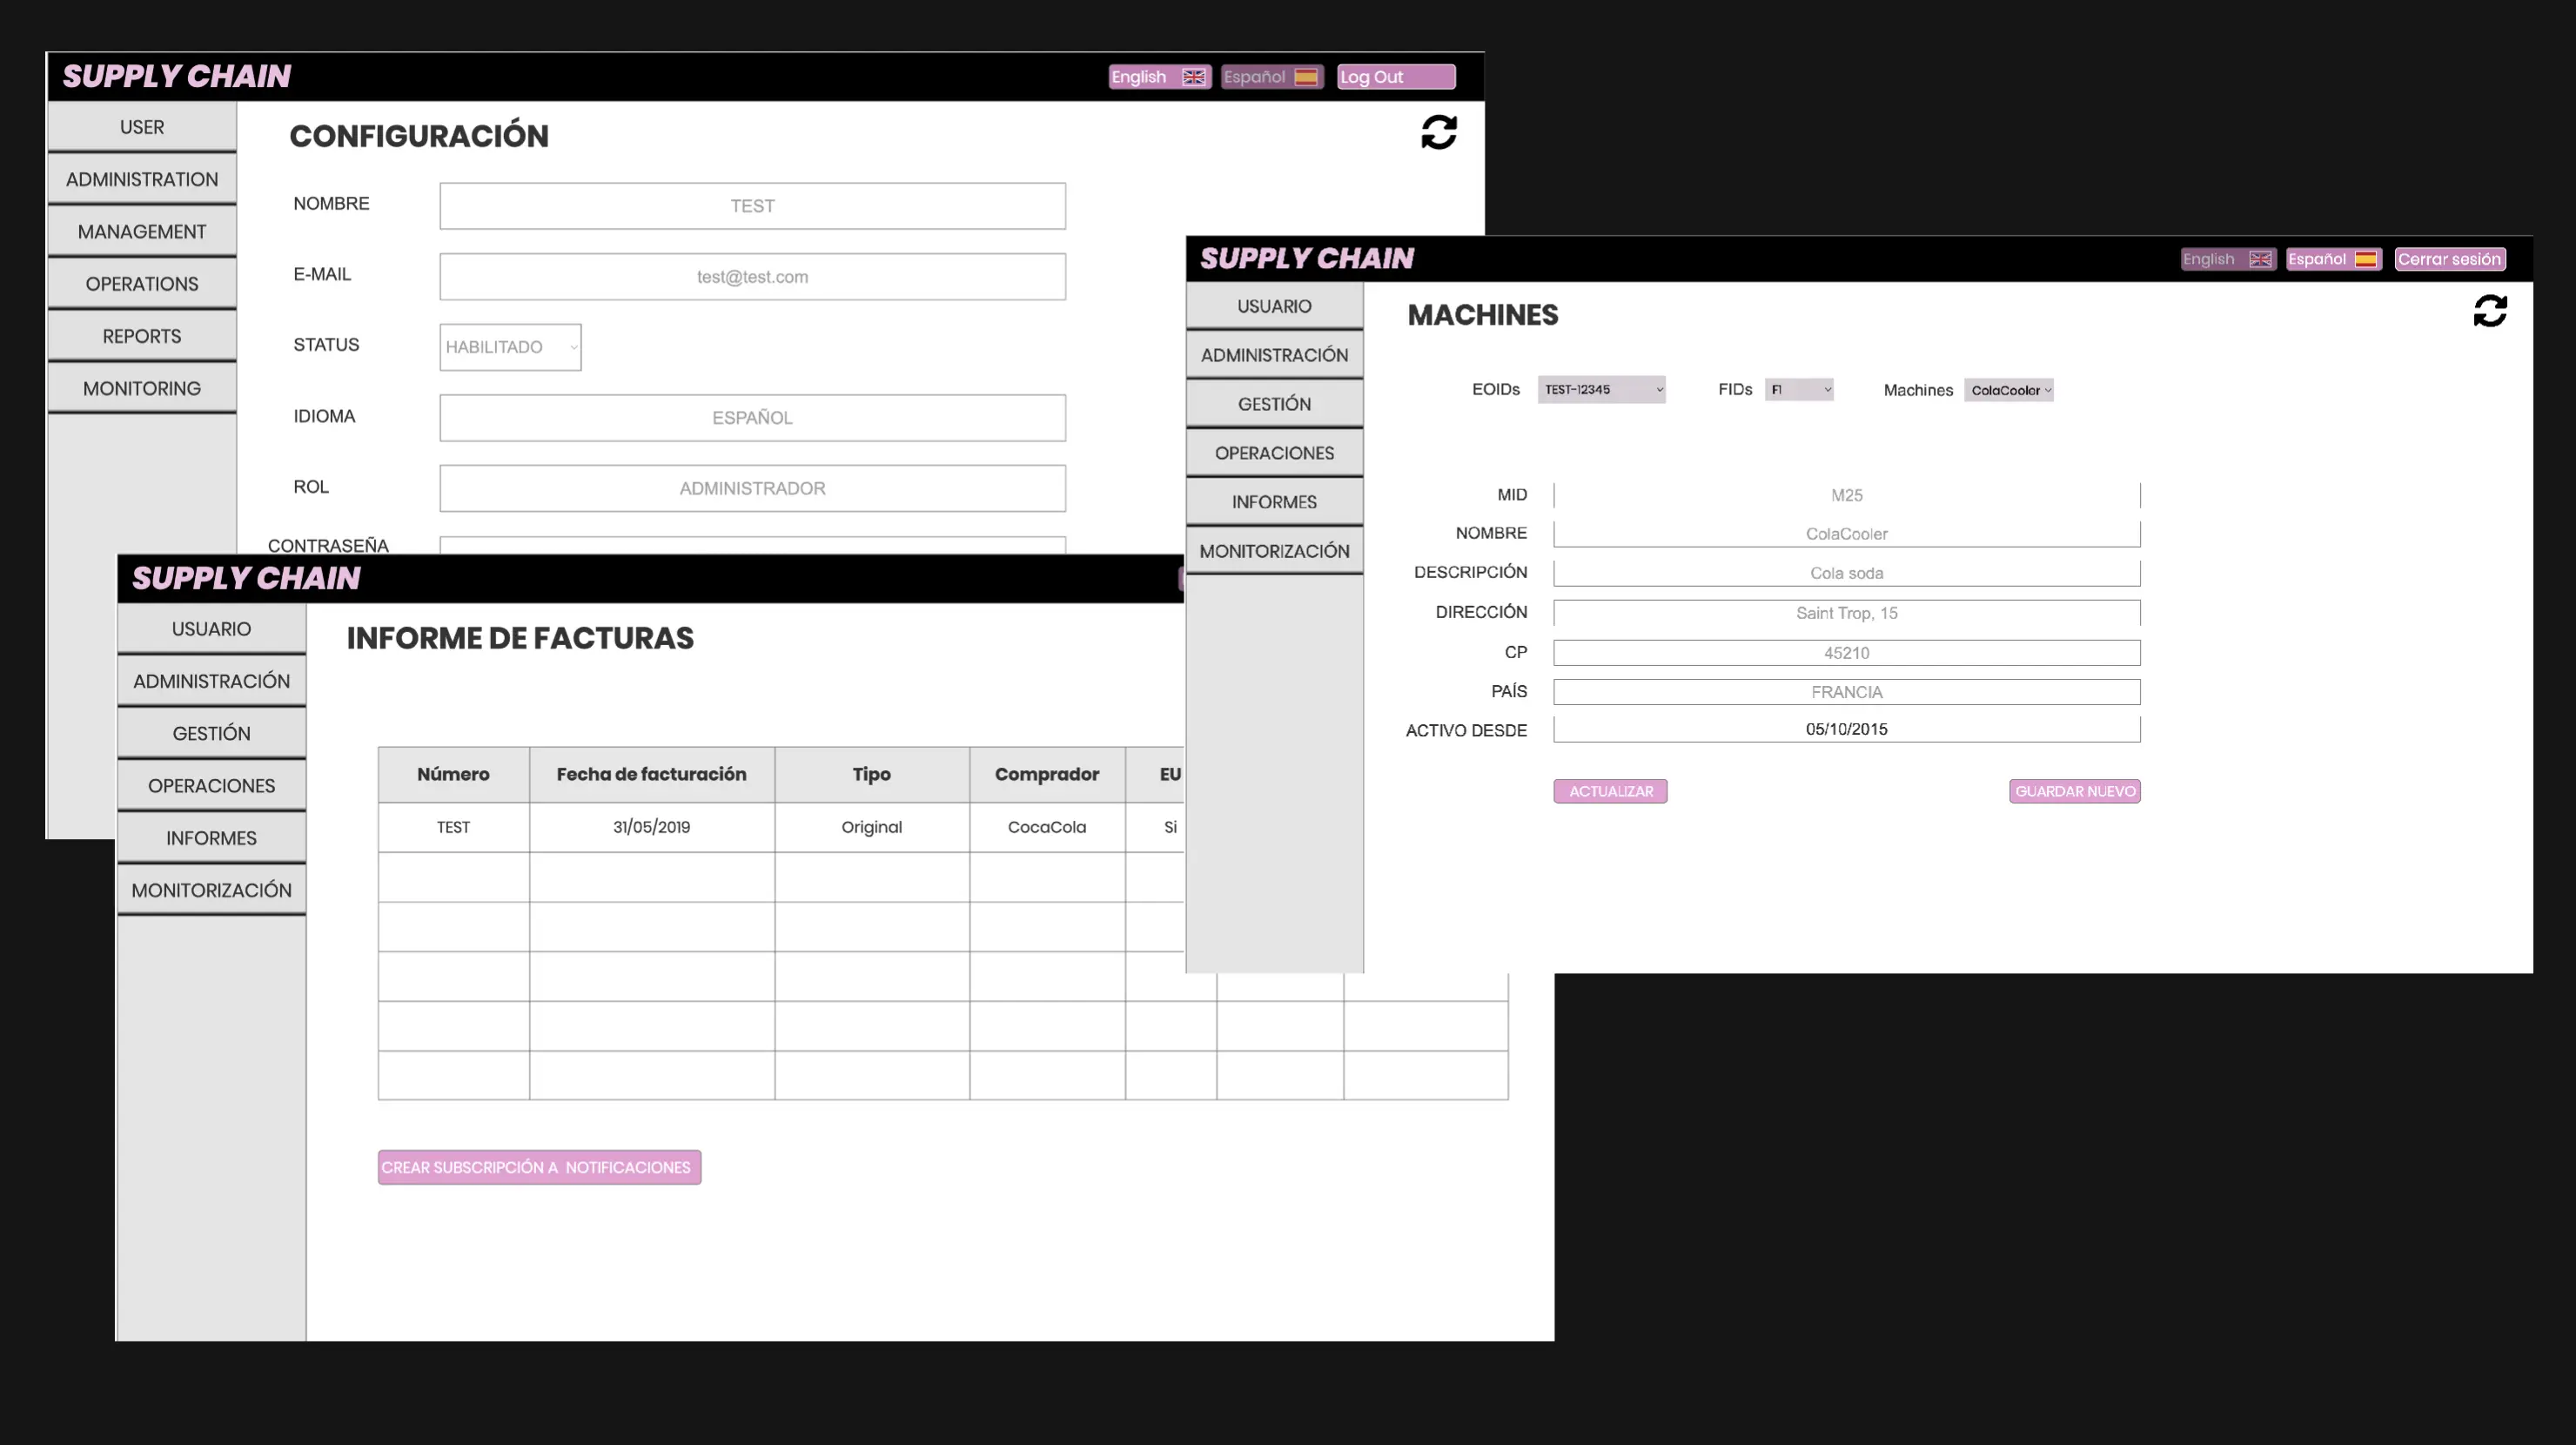 SUPPLY CHAIN
English Español Log Out
USER
ADMINISTRATION
MANAGEMENT
OPERATIONS
REPORTS
MONITORING
CONFIGURACIÓN
NOMBRE TEST
E-MAIL test@test.com
STATUS HABILITADO
IDIOMA ESPAÑOL
ROL ADMINISTRADOR
CONTRASEÑA
SUPPLY CHAIN
English Español Cerrar sesión
USUARIO
ADMINISTRACIÓN
GESTIÓN
OPERACIONES
INFORMES
MONITORIZACIÓN
MACHINES
EOIDs TEST-12345 FIDs F1 Machines ColaCooler
MID M25
NOMBRE ColaCooler
DESCRIPCIÓN Cola soda
DIRECCIÓN Saint Trop, 15
CP 45210
PAÍS FRANCIA
ACTIVO DESDE 05/10/2015
ACTUALIZAR GUARDAR NUEVO
SUPPLY CHAIN
USUARIO
ADMINISTRACIÓN
GESTIÓN
OPERACIONES
INFORMES
MONITORIZACIÓN
INFORME DE FACTURAS
Número Fecha de facturación Tipo Comprador EU
TEST 31/05/2019 Original CocaCola Si
CREAR SUBSCRIPCIÓN A NOTIFICACIONES